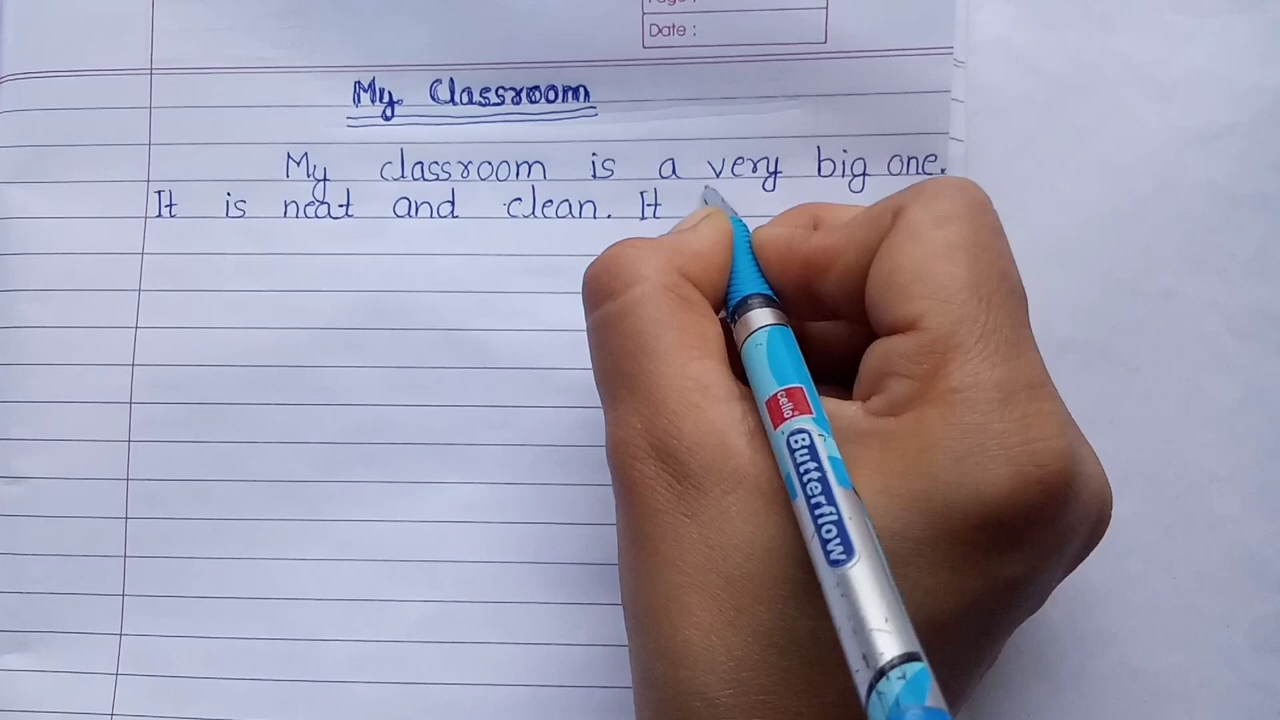 Date :
My Classroom
My classroom is a very big one.
It is neat and clean. It
cello
Butterflow